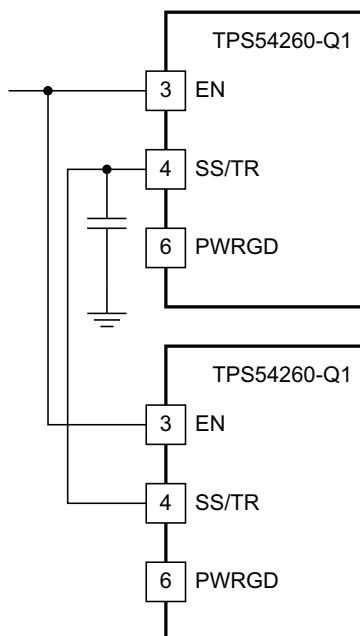 TPS54260-Q1
3 EN
4 SS/TR
6 PWRGD
TPS54260-Q1
3 EN
4 SS/TR
6 PWRGD